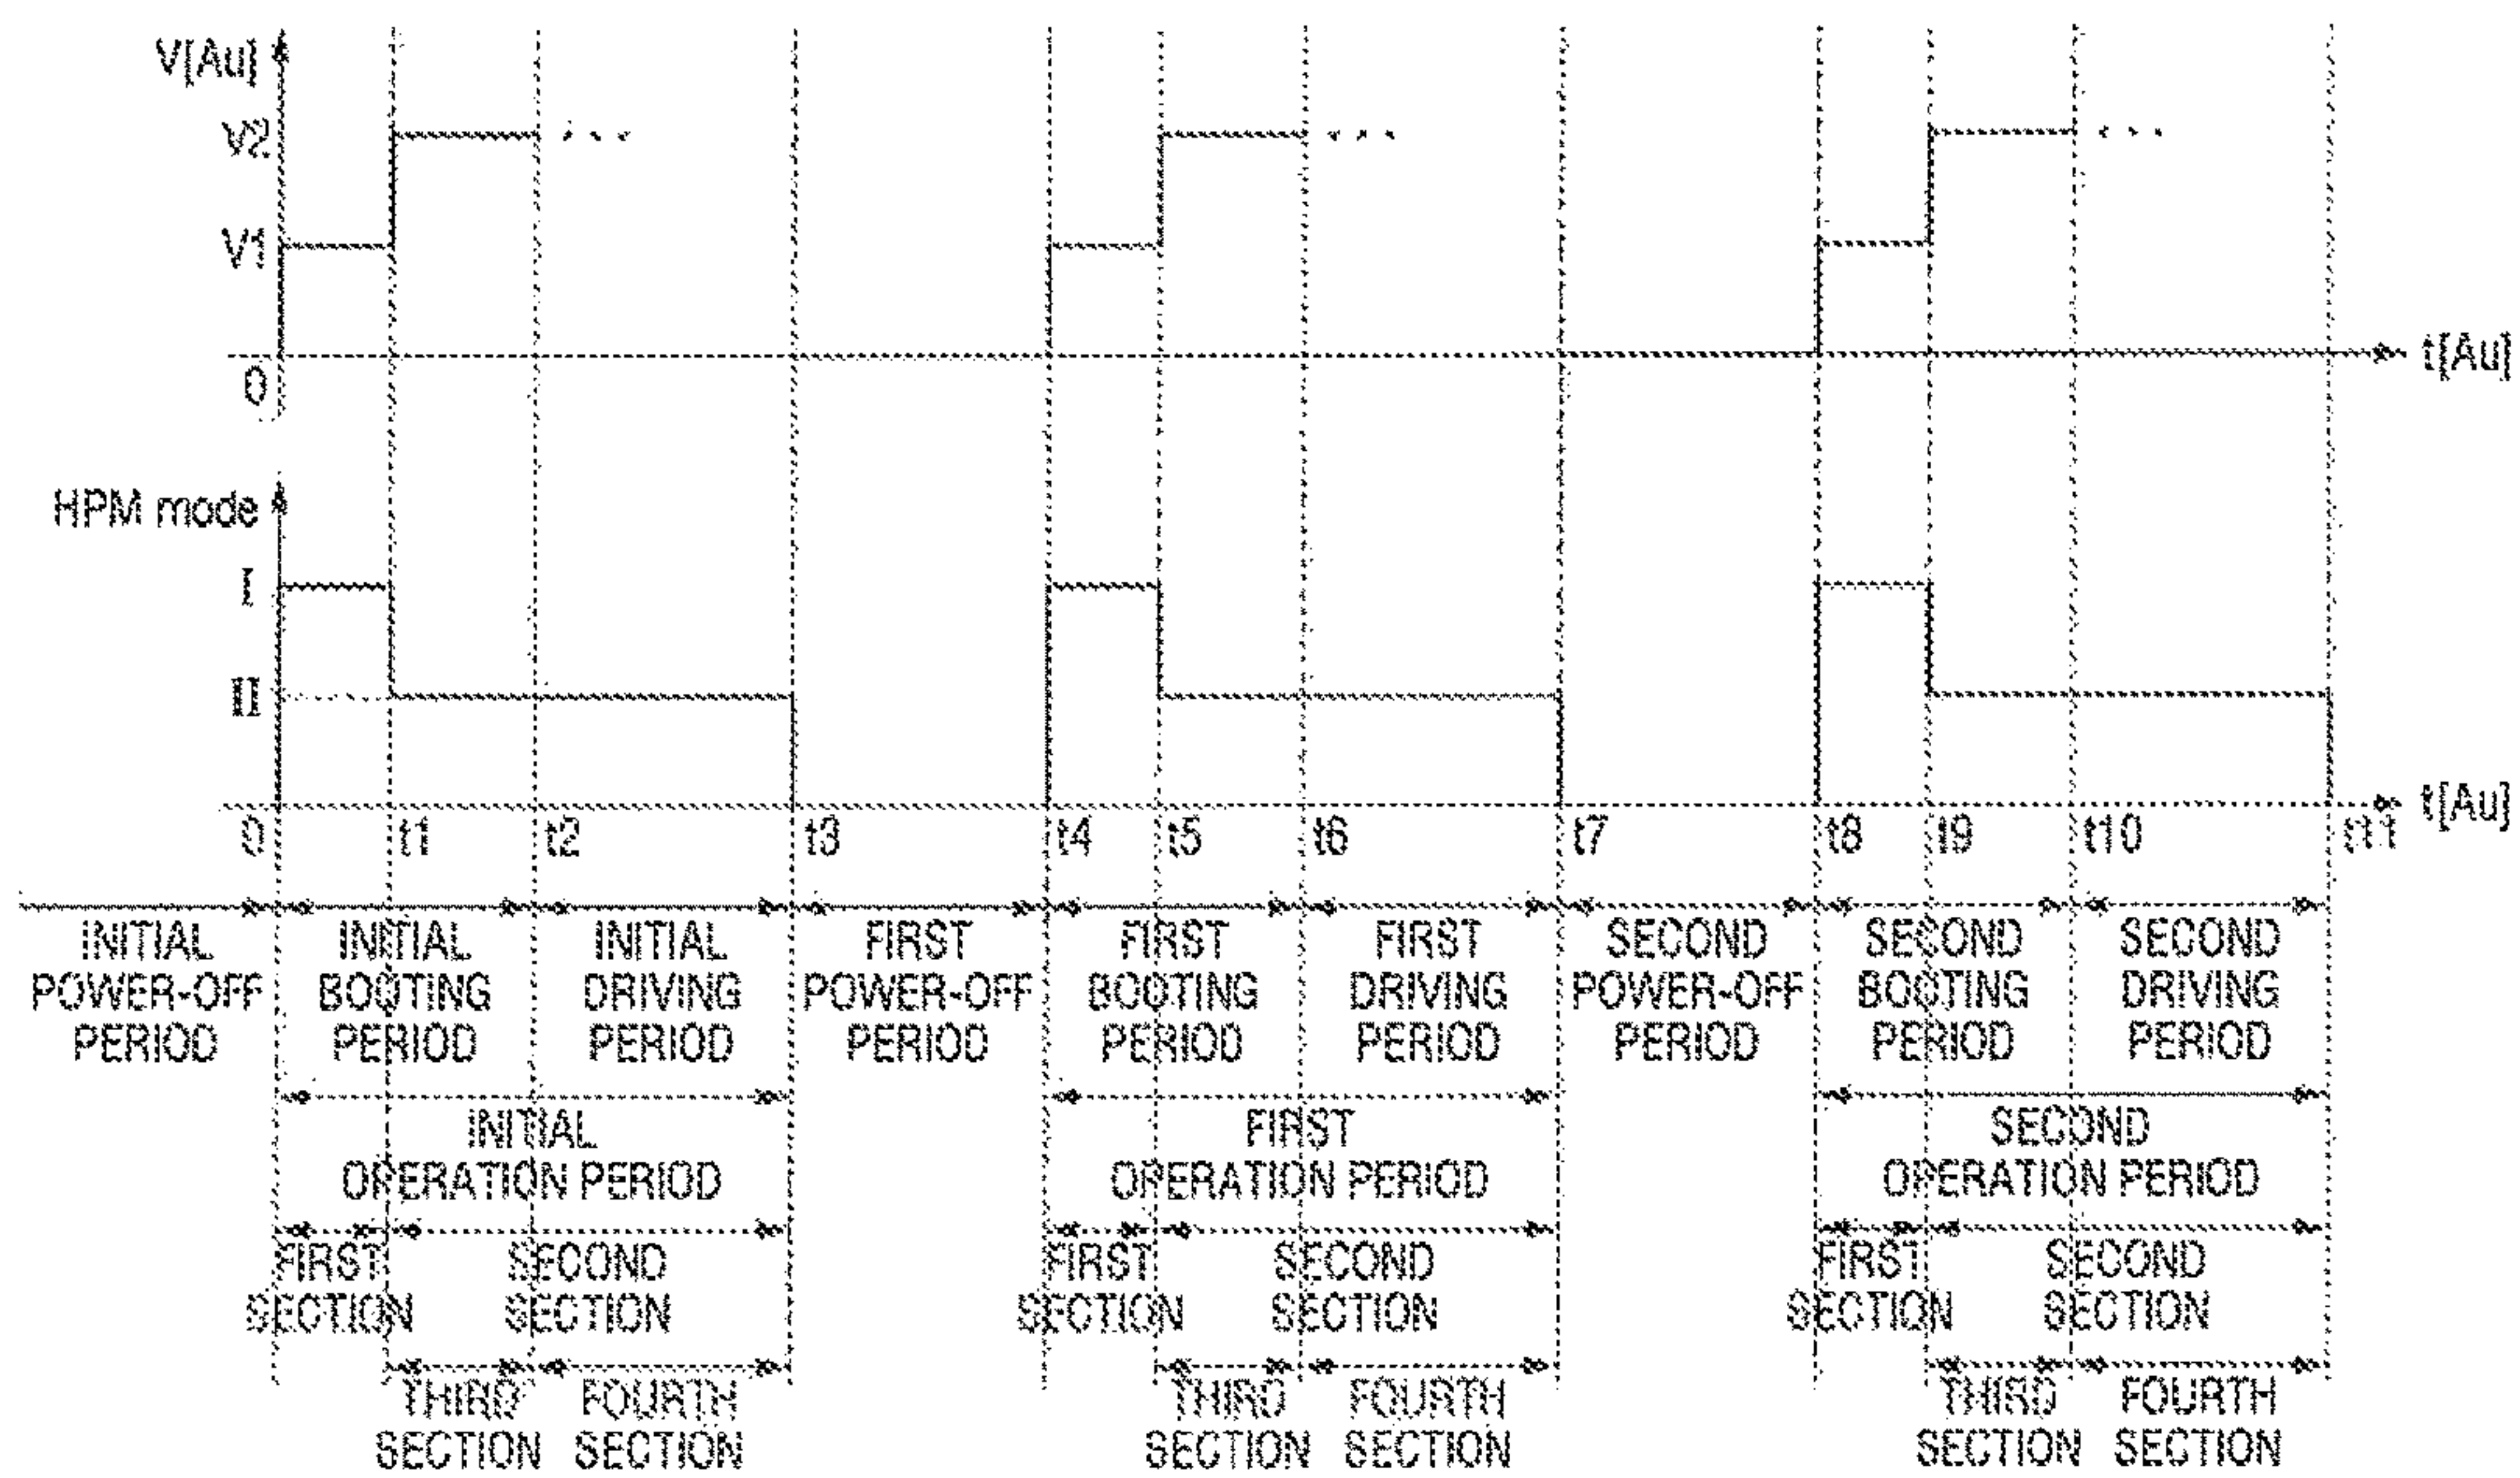 V[Au]
V2
V1
0
t[Au]
HPM mode
I
II
0 t1 t2 t3 t4 t5 t6 t7 t8 t9 t10 t11
t[Au]
INITIAL POWER-OFF PERIOD
INITIAL BOOTING PERIOD
INITIAL DRIVING PERIOD
FIRST POWER-OFF PERIOD
FIRST BOOTING PERIOD
FIRST DRIVING PERIOD
SECOND POWER-OFF PERIOD
SECOND BOOTING PERIOD
SECOND DRIVING PERIOD
INITIAL OPERATION PERIOD
FIRST OPERATION PERIOD
SECOND OPERATION PERIOD
FIRST SECTION
SECOND SECTION
FIRST SECTION
SECOND SECTION
FIRST SECTION
SECOND SECTION
THIRD SECTION
FOURTH SECTION
THIRD SECTION
FOURTH SECTION
THIRD SECTION
FOURTH SECTION